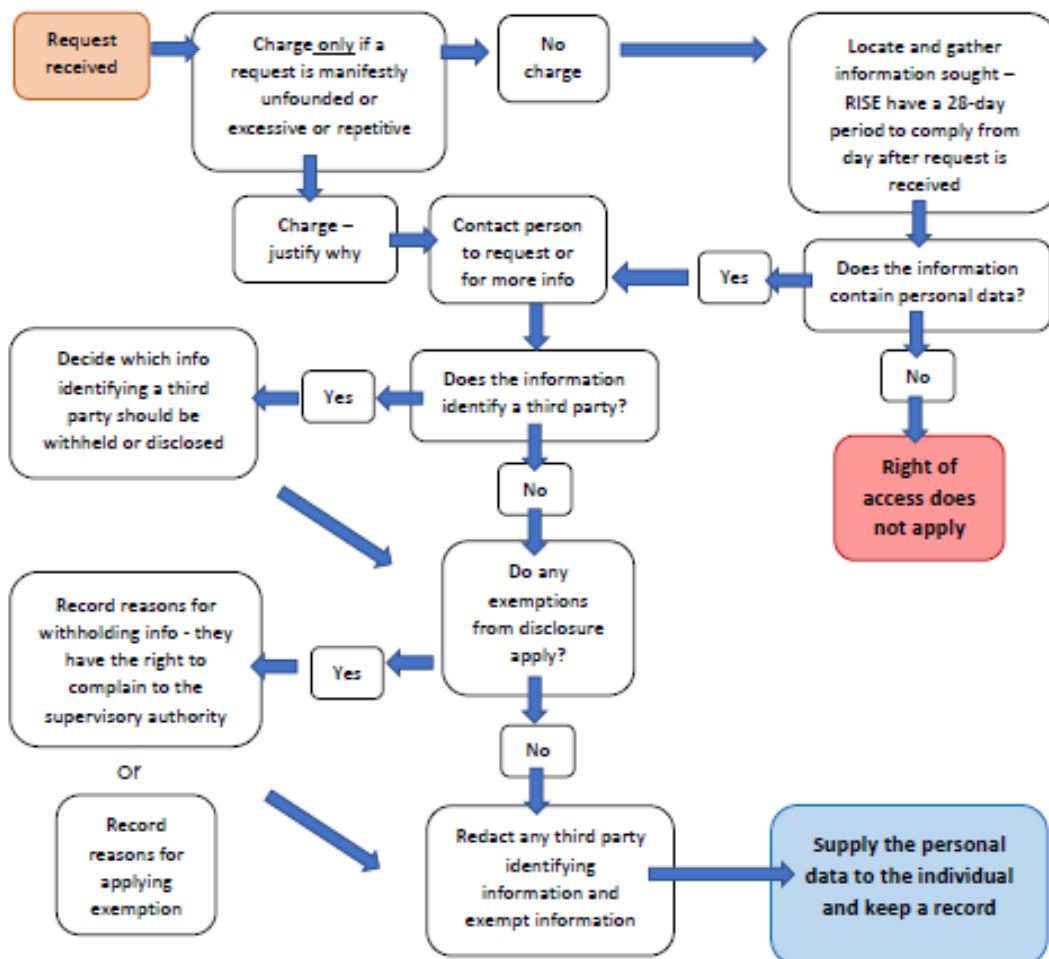 Request
received
Charge only if a
request is manifestly
unfounded or
excessive or repetitive
No
charge
Locate and gather
information sought –
RISE have a 28-day
period to comply from
day after request is
received
Charge –
justify why
Contact person
to request or
for more info
Yes
Does the information
contain personal data?
No
Right of
access does
not apply
Decide which info
identifying a third
party should be
withheld or disclosed
Yes
Does the information
identify a third party?
No
Do any
exemptions
from disclosure
apply?
Record reasons for
withholding info - they
have the right to
complain to the
supervisory authority
Yes
No
or
Record
reasons for
applying
exemption
Redact any third party
identifying
information and
exempt information
Supply the personal
data to the individual
and keep a record